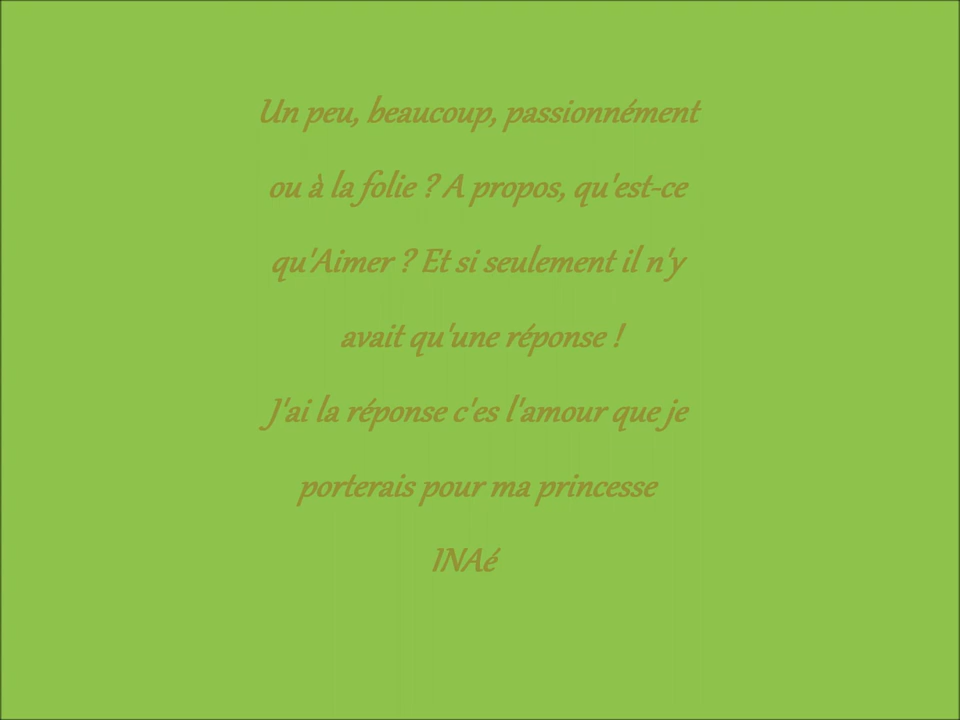 Un peu, beaucoup, passionnément
ou à la folie ? A propos, qu'est-ce
qu'Aimer ? Et si seulement il n'y
avait qu'une réponse !
J'ai la réponse c'es l'amour que je
porterais pour ma princesse
INAé